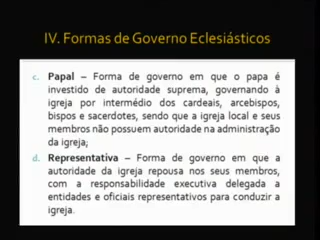 IV. Formas de Governo Eclesiásticos
c. Papal – Forma de governo em que o papa é
investido de autoridade suprema, governando à
igreja por intermédio dos cardeais, arcebispos,
bispos e sacerdotes, sendo que a igreja local e seus
membros não possuem autoridade na administração
da igreja;
d. Representativa – Forma de governo em que a
autoridade da igreja repousa nos seus membros,
com a responsabilidade executiva delegada a
entidades e oficiais representativos para conduzir a
igreja.